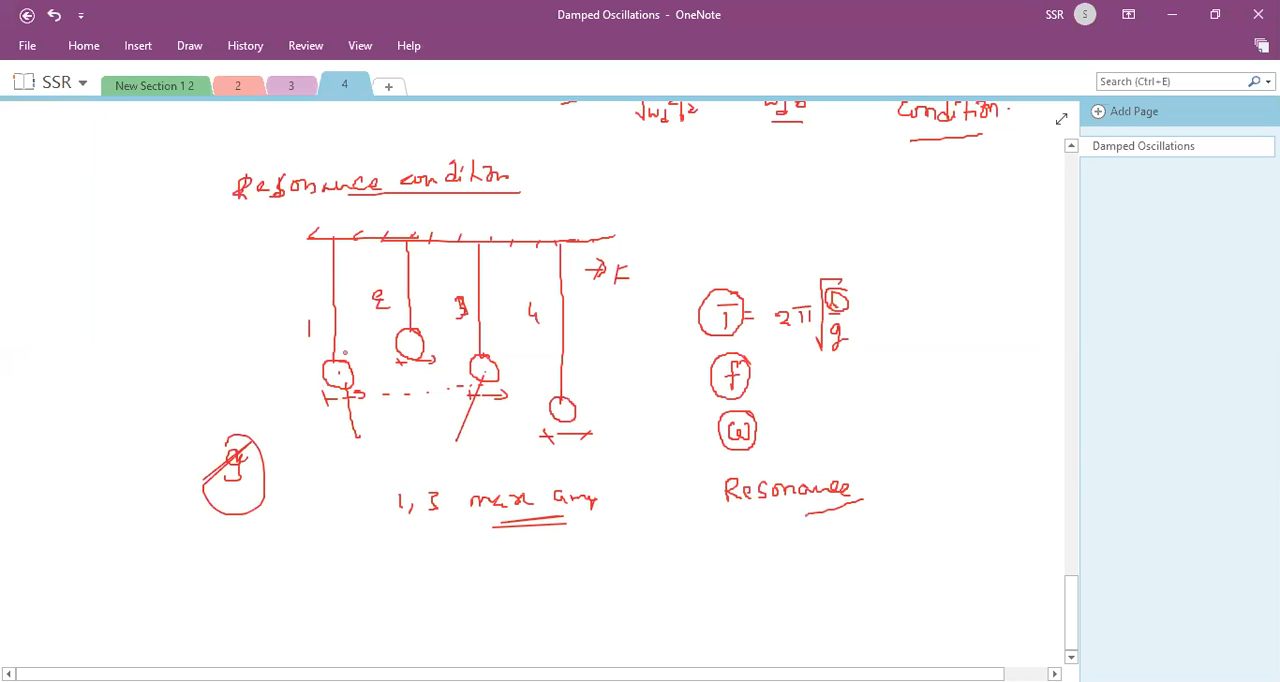 Damped Oscillations - OneNote
SSR S
File Home Insert Draw History Review View Help
SSR New Section 1 2 2 3 4 +
Search (Ctrl+E)
Add Page
Damped Oscillations
condition.
Resonance condition
→ F
1 2 3 4
T = 2π √L/g
f
ω
g
1, 3 max amp
Resonance